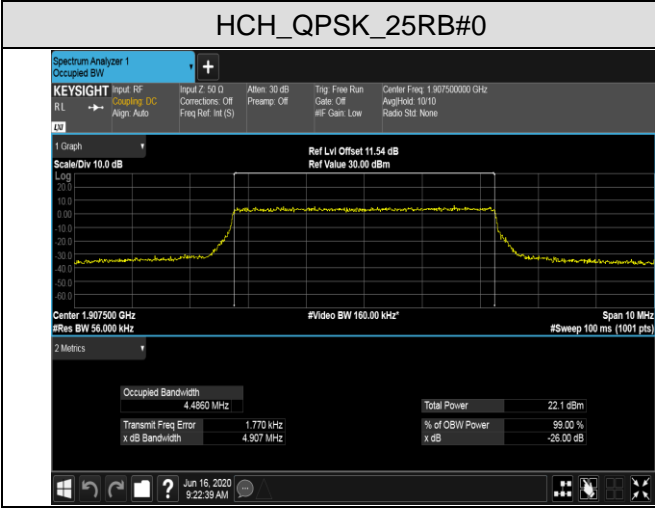 HCH_QPSK_25RB#0
Spectrum Analyzer 1
Occupied BW
+
KEYSIGHT Input: RF Input Z: 50 Ω Atten: 30 dB Trig: Free Run Center Freq: 1.907500000 GHz
RL Coupling: DC Corrections: Off Preamp: Off Gate: Off Avg|Hold: 10/10
Align: Auto Freq Ref: Int (S) #IF Gain: Low Radio Std: None
LXI
1 Graph Ref Lvl Offset 11.54 dB
Scale/Div 10.0 dB Ref Value 30.00 dBm
Log
20.0
10.0
0.00
-10.0
-20.0
-30.0
-40.0
-50.0
-60.0
Center 1.907500 GHz #Video BW 160.00 kHz* Span 10 MHz
#Res BW 56.000 kHz #Sweep 100 ms (1001 pts)
2 Metrics
Occupied Bandwidth
4.4860 MHz Total Power 22.1 dBm
Transmit Freq Error 1.770 kHz % of OBW Power 99.00 %
x dB Bandwidth 4.907 MHz x dB -26.00 dB
? Jun 16, 2020
9:22:39 AM